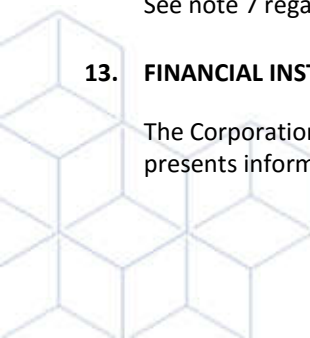 See note 7 rega
13. FINANCIAL INST
The Corporation
presents inform